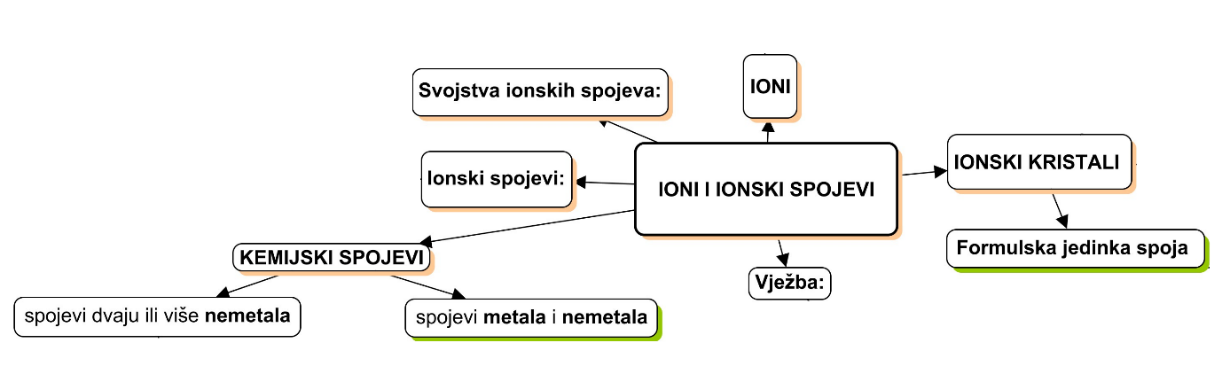 IONI
Svojstva ionskih spojeva:
IONSKI KRISTALI
Ionski spojevi:
IONI I IONSKI SPOJEVI
Formulska jedinka spoja
KEMIJSKI SPOJEVI
Vježba:
spojevi dvaju ili više nemetala
spojevi metala i nemetala